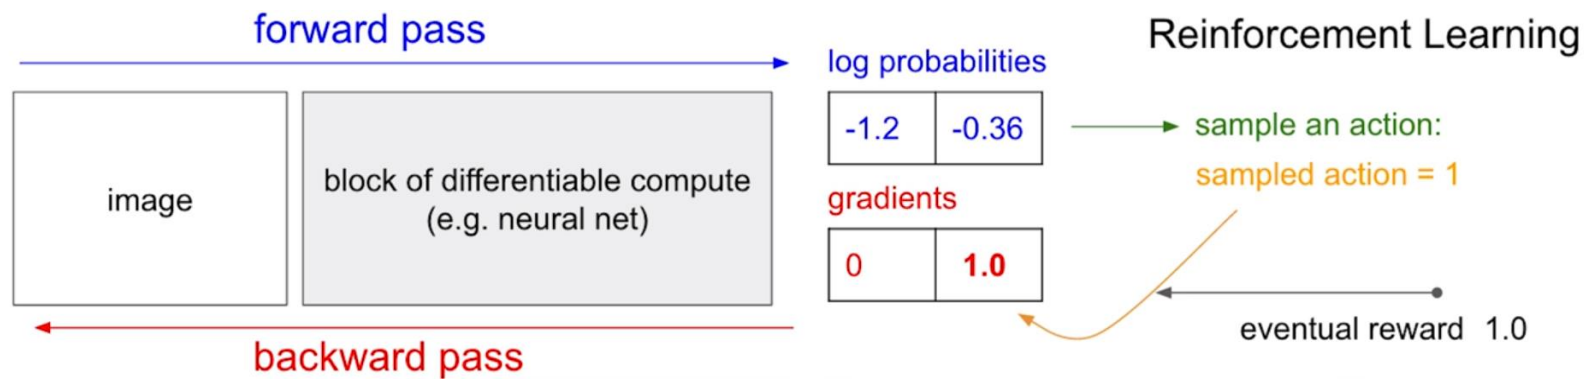 forward pass
Reinforcement Learning
log probabilities
-1.2 -0.36
sample an action:
sampled action = 1
image
block of differentiable compute
(e.g. neural net)
gradients
0 1.0
eventual reward 1.0
backward pass